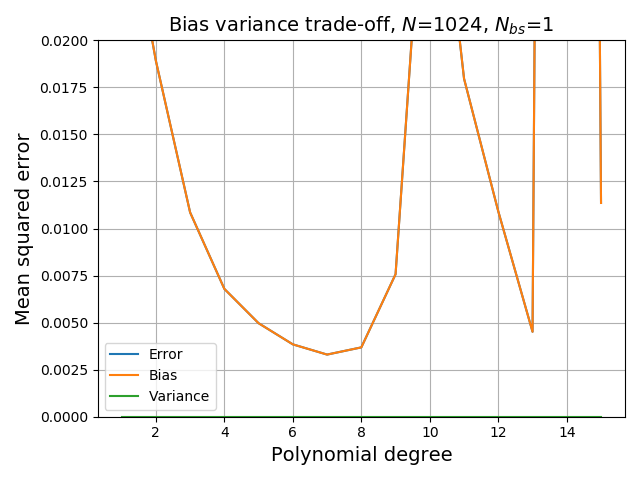 Bias variance trade-off, N=1024, N_bs=1
0.0200
0.0175
0.0150
0.0125
0.0100
0.0075
0.0050
0.0025
0.0000
Mean squared error
Error
Bias
Variance
2 4 6 8 10 12 14
Polynomial degree